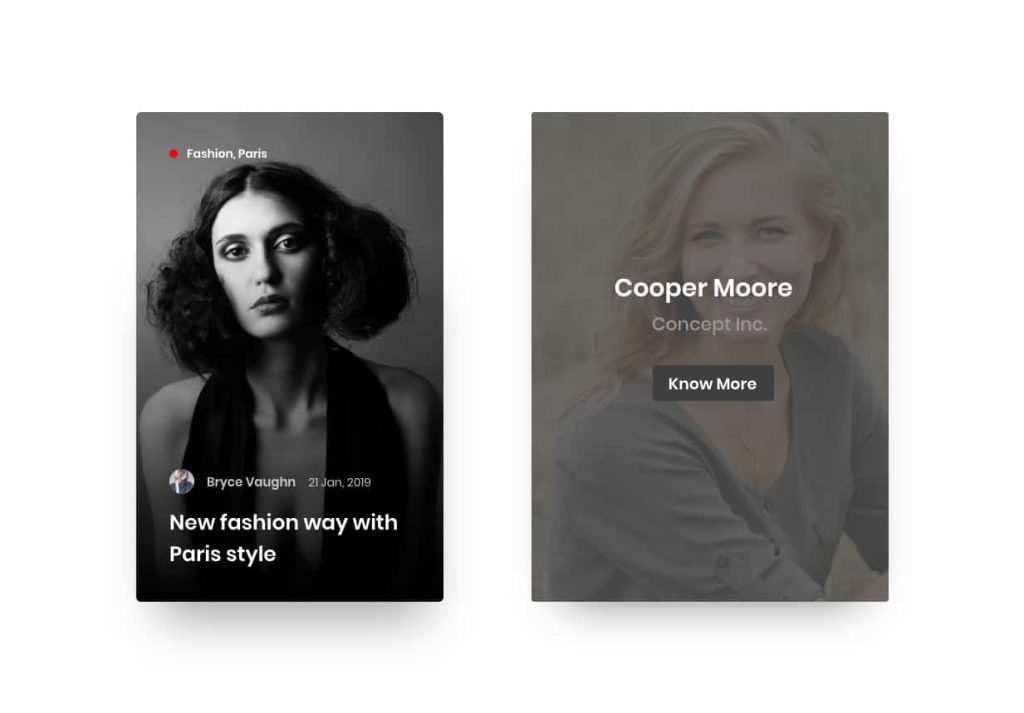 Fashion, Paris
Bryce Vaughn 21 Jan, 2019
New fashion way with
Paris style
Cooper Moore
Concept Inc.
Know More